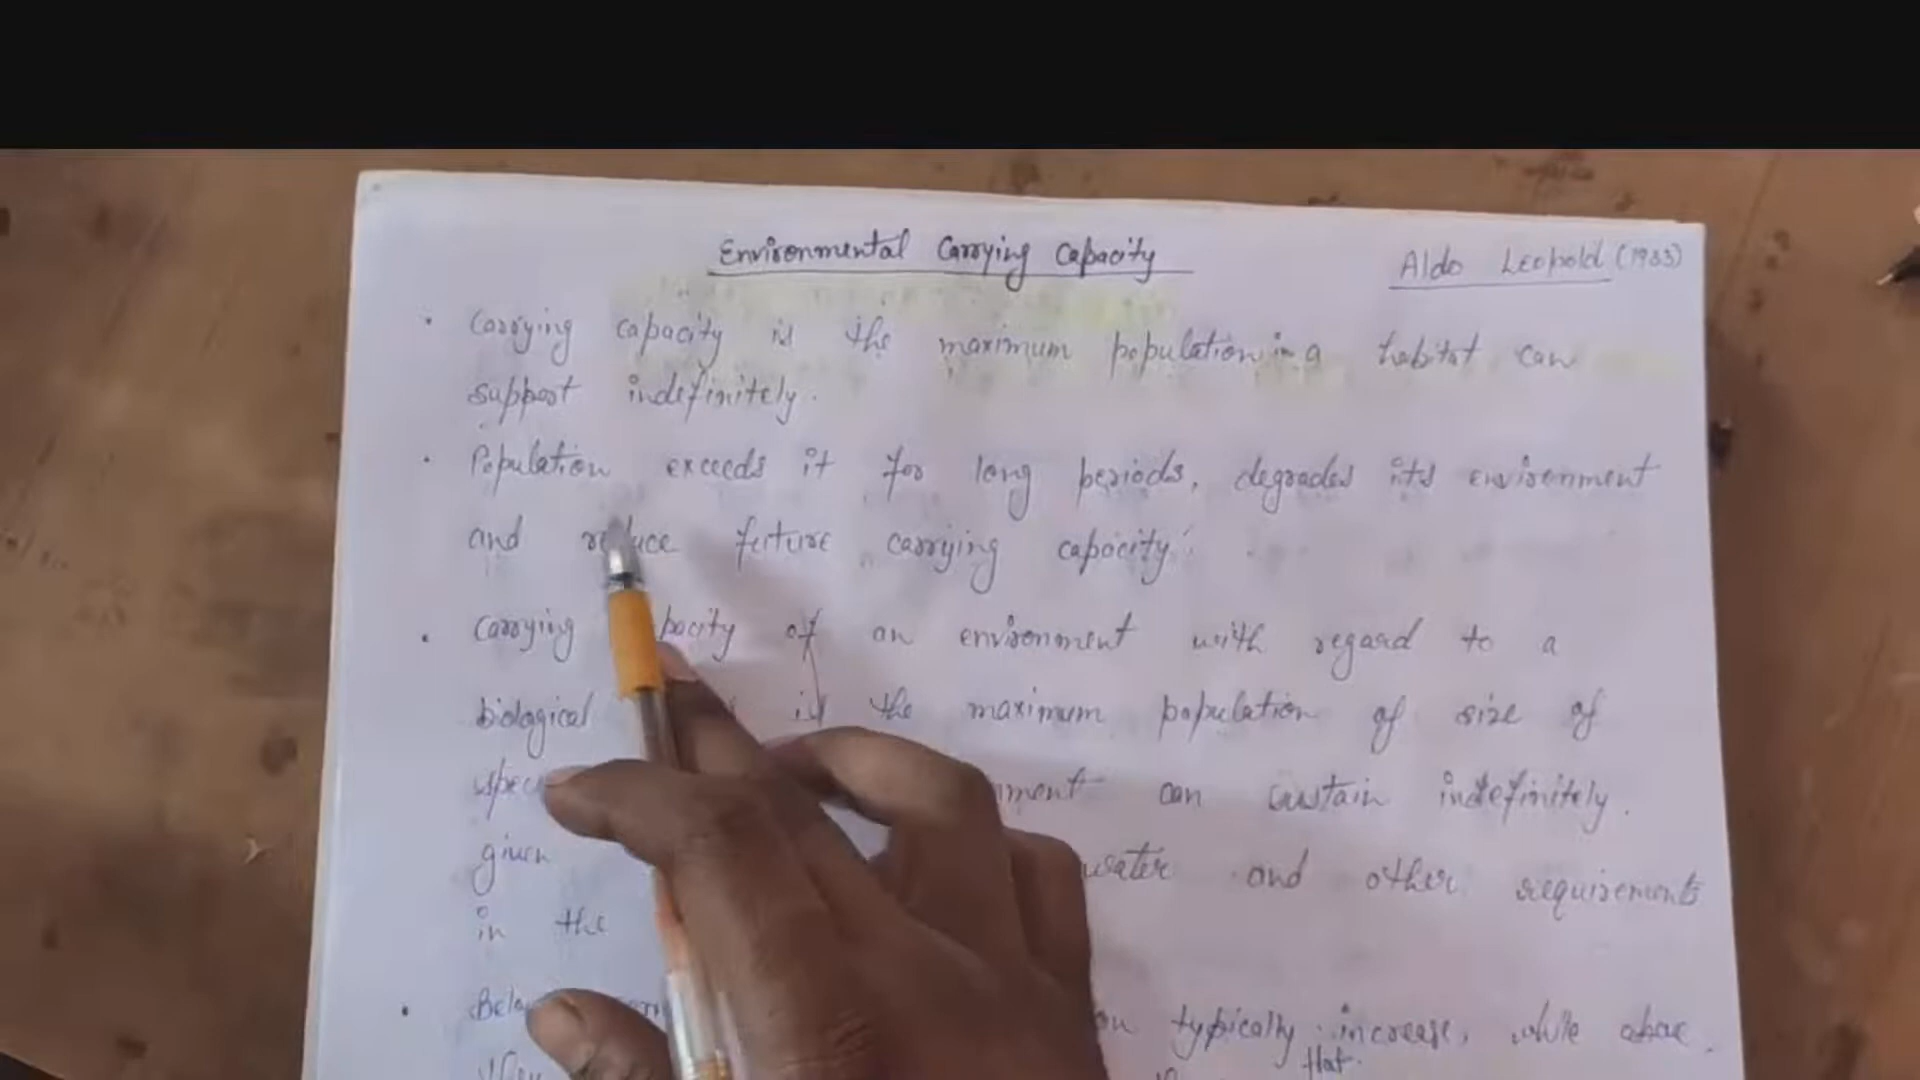 Environmental Carrying Capacity
Aldo Leopold (1933)
• Carrying capacity is the maximum population in a habitat can
support indefinitely.
• Population exceeds it for long periods, degrades its environment
and reduce future carrying capacity.
• Carrying pacity of an environment with regard to a
biological is the maximum population of size of
spec nment can sustain indefinitely.
given water and other requirements
in the
• typically increase, while above